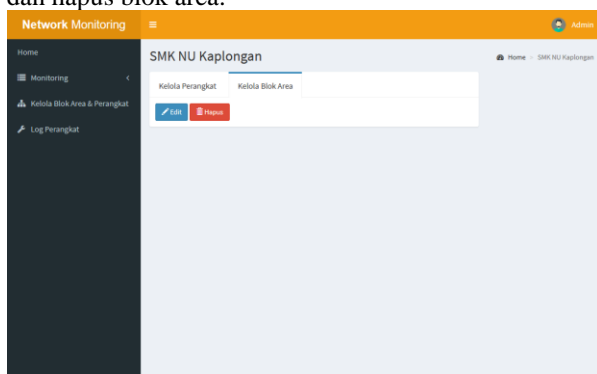 dan hapus blok area.
Network Monitoring
Admin
Home
Monitoring
Kelola Blok Area & Perangkat
Log Perangkat
SMK NU Kaplongan
Home > SMK NU Kaplongan
Kelola Perangkat Kelola Blok Area
Edit Hapus